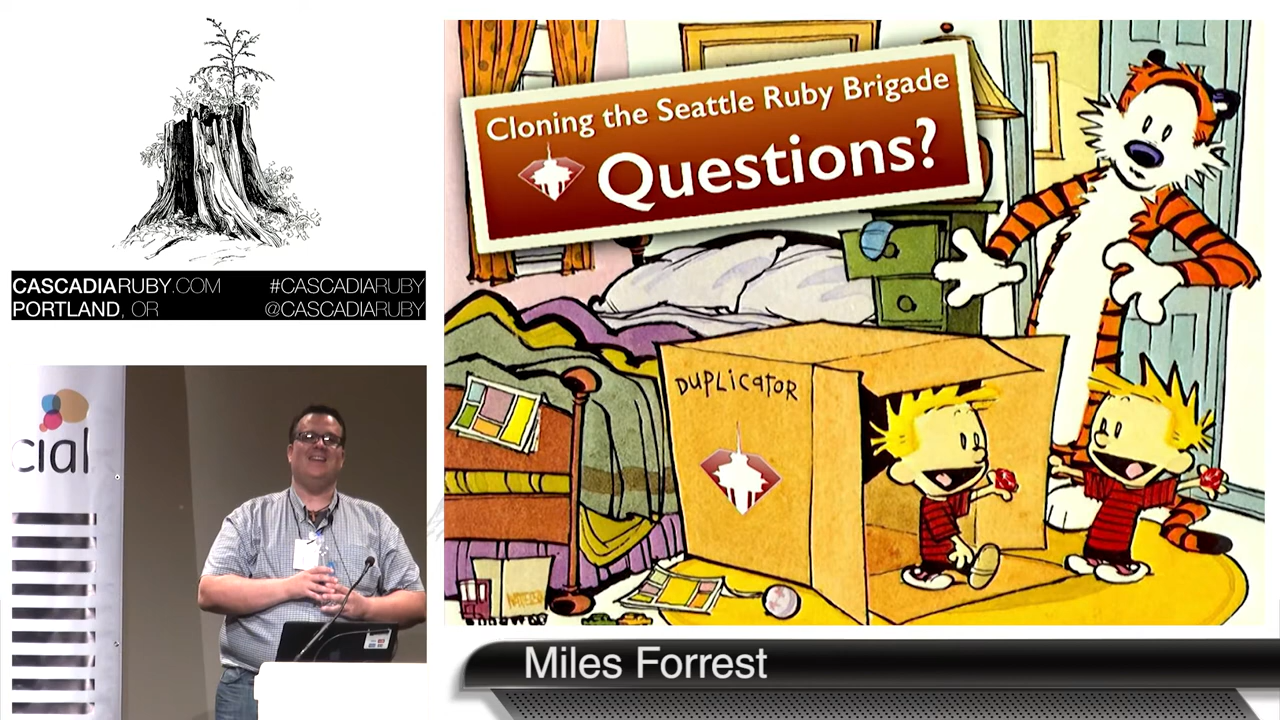 Cloning the Seattle Ruby Brigade
Questions?
DUPLICATOR
CASCADIARUBY.COM #CASCADIARUBY
PORTLAND, OR @CASCADIARUBY
cial
Miles Forrest